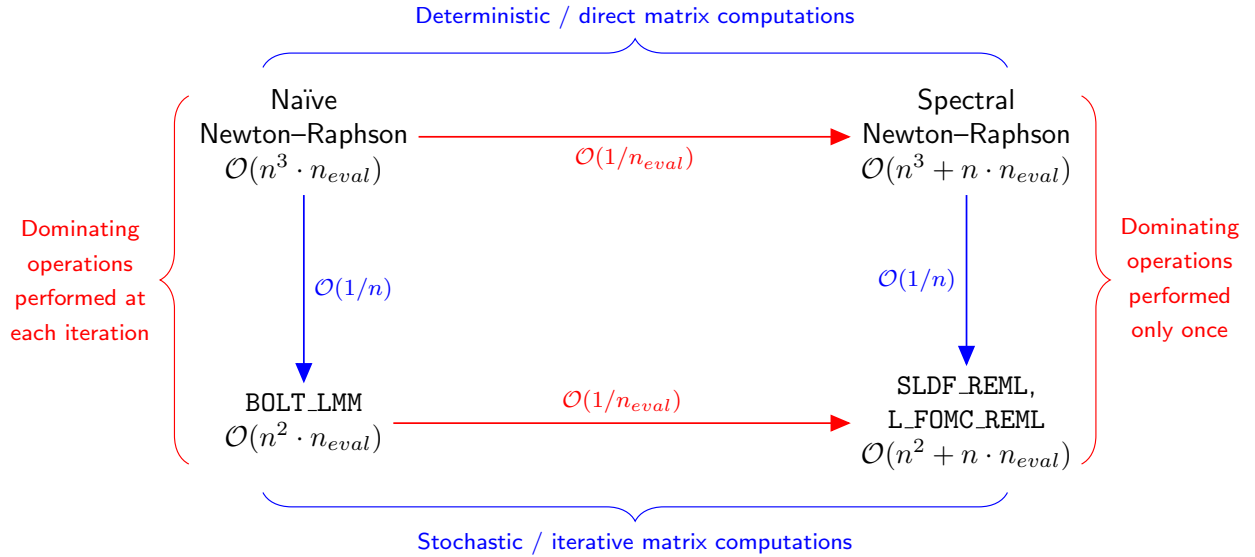 Deterministic / direct matrix computations
Naïve
Newton–Raphson
𝒪(n³ · n_eval)
𝒪(1/n_eval)
Spectral
Newton–Raphson
𝒪(n³ + n · n_eval)
Dominating
operations
performed at
each iteration
𝒪(1/n)
𝒪(1/n)
Dominating
operations
performed
only once
BOLT_LMM
𝒪(n² · n_eval)
𝒪(1/n_eval)
SLDF_REML,
L_FOMC_REML
𝒪(n² + n · n_eval)
Stochastic / iterative matrix computations